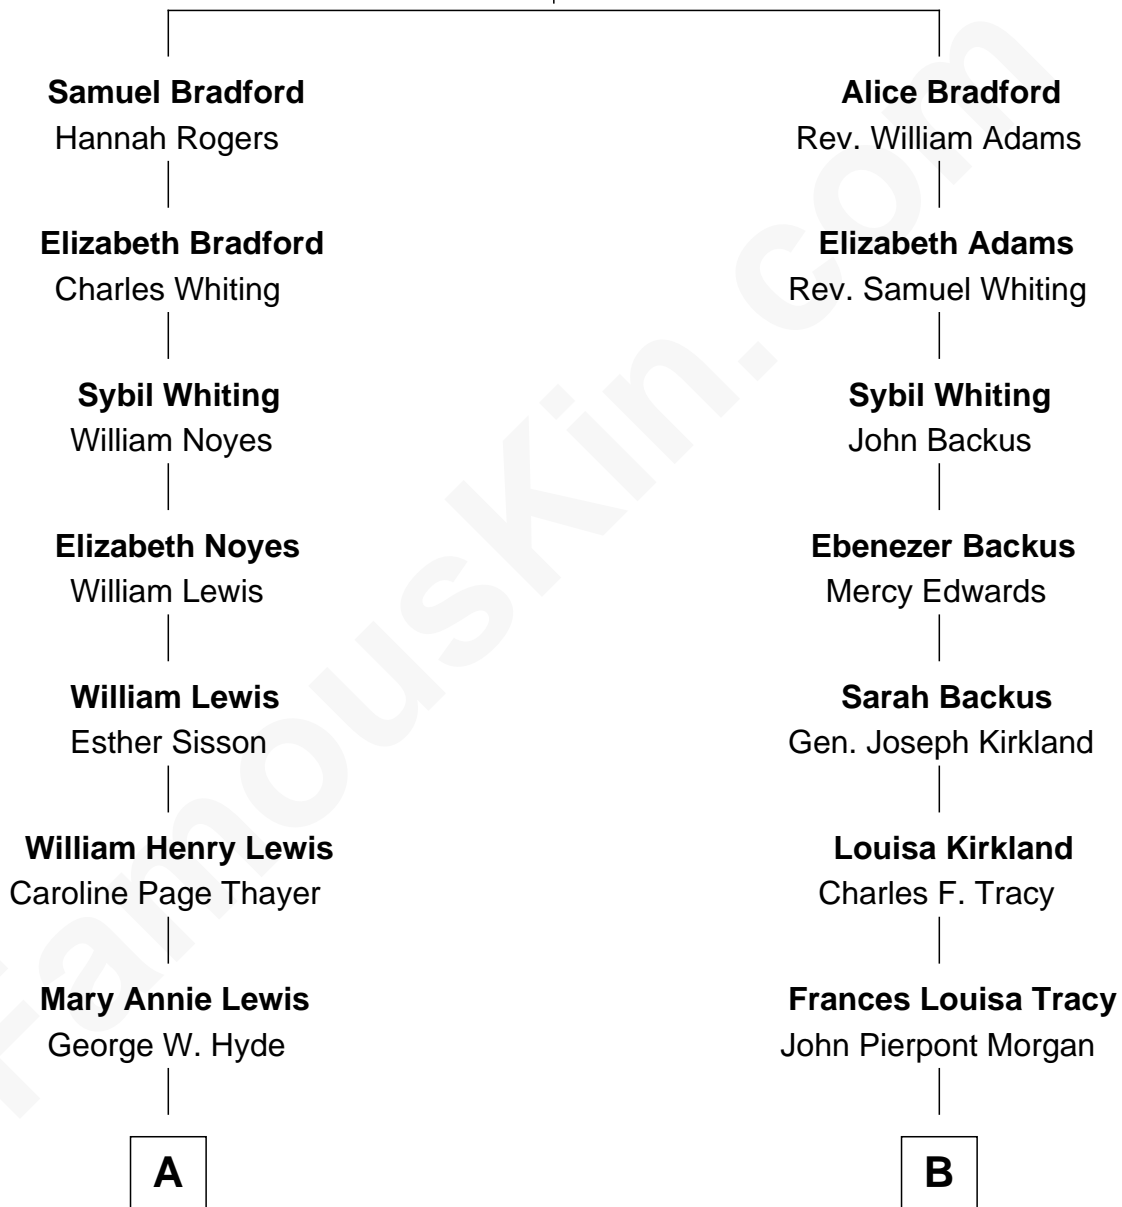 Samuel Bradford
Hannah Rogers
Elizabeth Bradford
Charles Whiting
Sybil Whiting
William Noyes
Elizabeth Noyes
William Lewis
William Lewis
Esther Sisson
William Henry Lewis
Caroline Page Thayer
Mary Annie Lewis
George W. Hyde
A
Alice Bradford
Rev. William Adams
Elizabeth Adams
Rev. Samuel Whiting
Sybil Whiting
John Backus
Ebenezer Backus
Mercy Edwards
Sarah Backus
Gen. Joseph Kirkland
Louisa Kirkland
Charles F. Tracy
Frances Louisa Tracy
John Pierpont Morgan
B
FamousKin.com